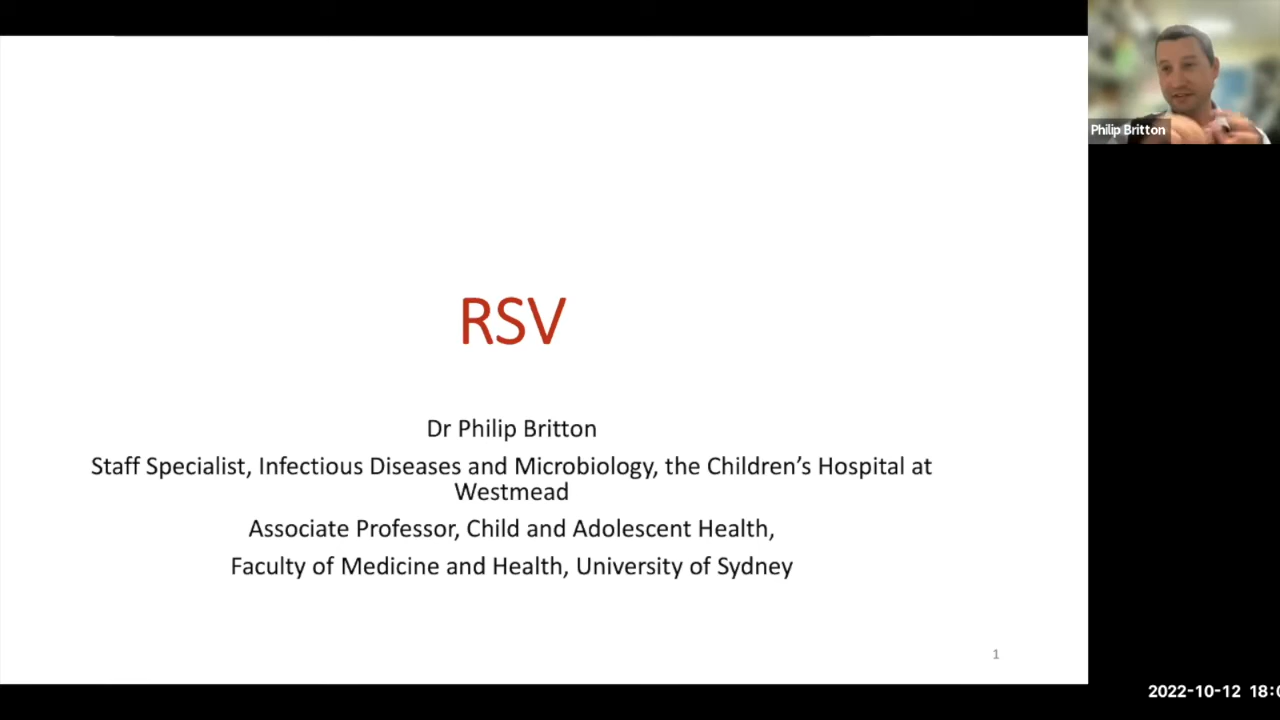 Philip Britton
RSV
Dr Philip Britton
Staff Specialist, Infectious Diseases and Microbiology, the Children's Hospital at
Westmead
Associate Professor, Child and Adolescent Health,
Faculty of Medicine and Health, University of Sydney
1
2022-10-12